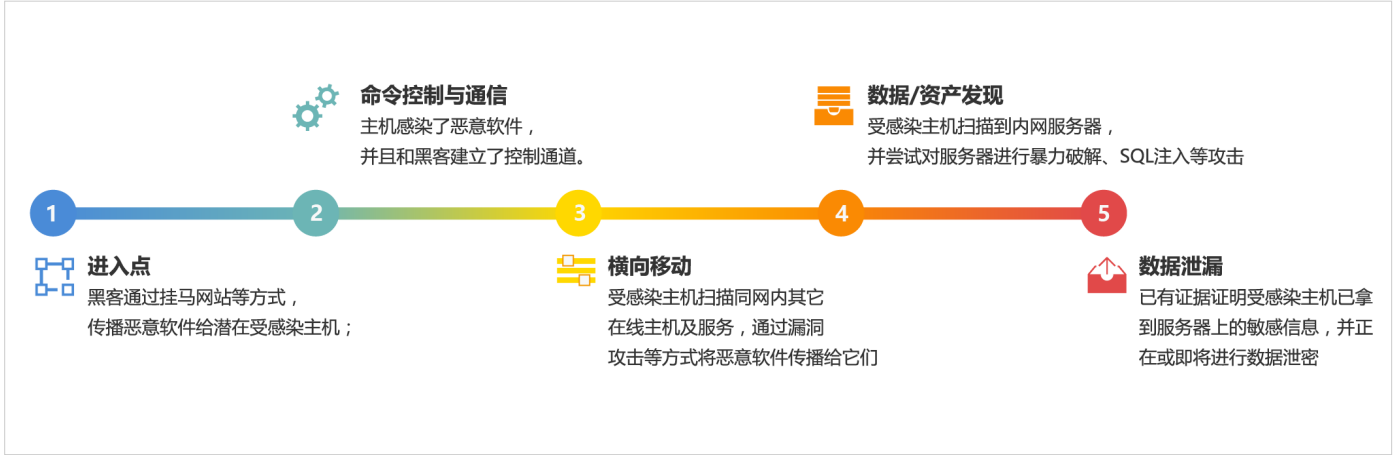 命令控制与通信
主机感染了恶意软件，
并且和黑客建立了控制通道。
数据/资产发现
受感染主机扫描到内网服务器，
并尝试对服务器进行暴力破解、SQL注入等攻击
1
2
3
4
5
进入点
黑客通过挂马网站等方式，
传播恶意软件给潜在受感染主机；
横向移动
受感染主机扫描同网内其它
在线主机及服务，通过漏洞
攻击等方式将恶意软件传播给它们
数据泄漏
已有证据证明受感染主机已拿
到服务器上的敏感信息，并正
在或即将进行数据泄密